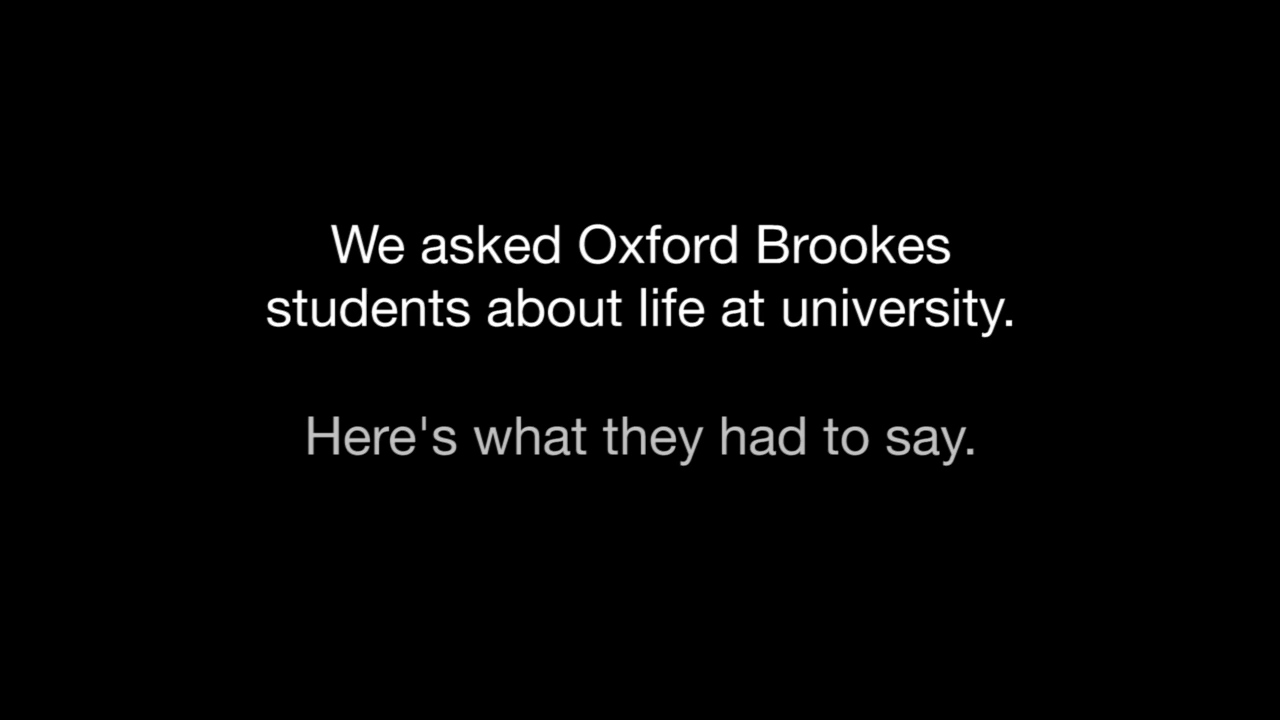 We asked Oxford Brookes
students about life at university.
Here's what they had to say.